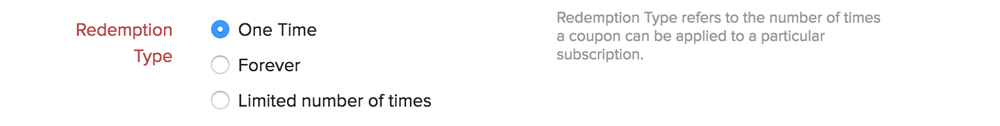 Redemption
Type
One Time
Forever
Limited number of times
Redemption Type refers to the number of times
a coupon can be applied to a particular
subscription.